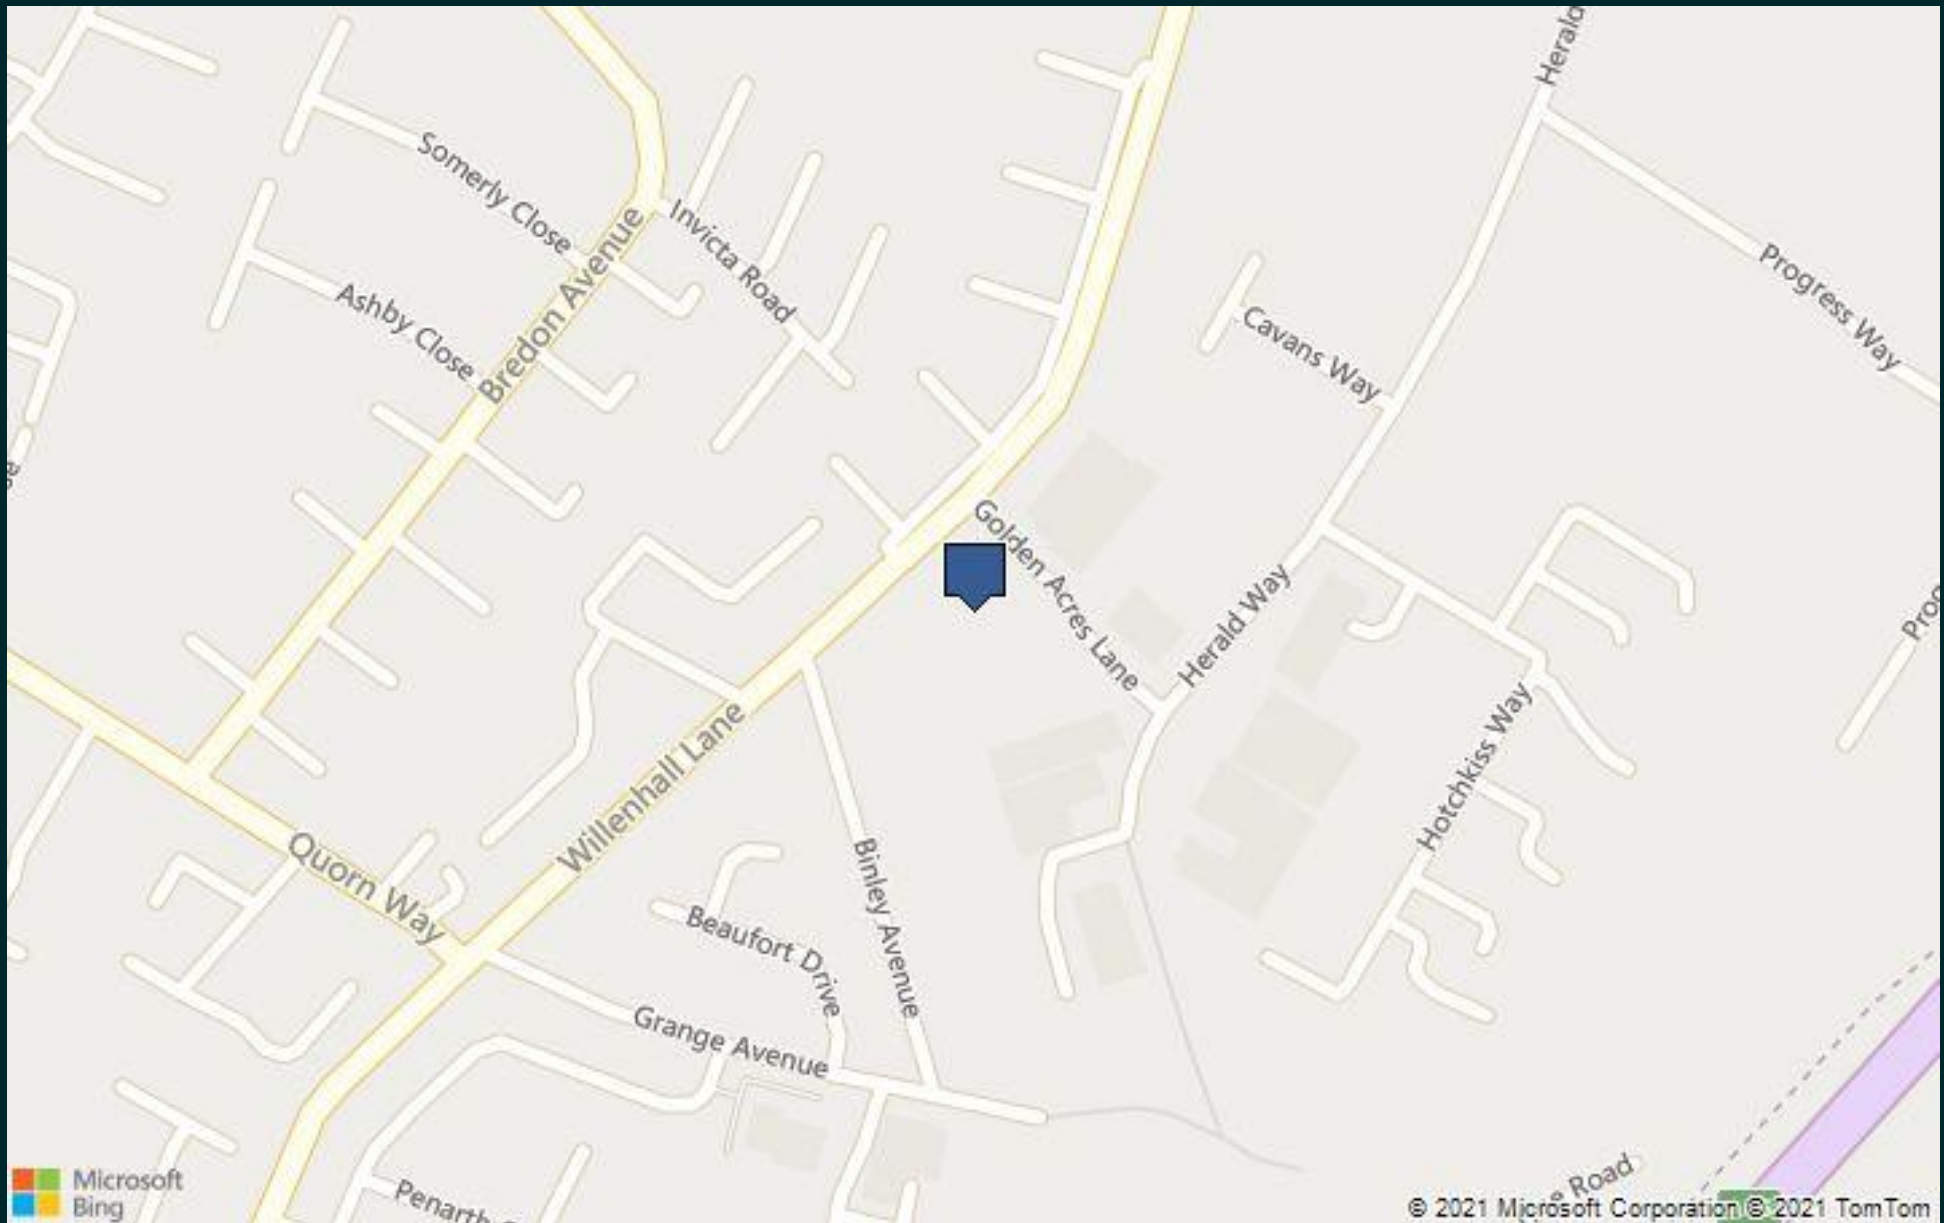 Herald
Somerly Close
Invicta Road
Bredon Avenue
Ashby Close
Progress Way
Cavans Way
Golden Acres Lane
Herald Way
Hotchkiss Way
Willenhall Lane
Quorn Way
Binley Avenue
Beaufort Drive
Grange Avenue
Penarth
Road
Microsoft
Bing
© 2021 Microsoft Corporation © 2021 TomTom